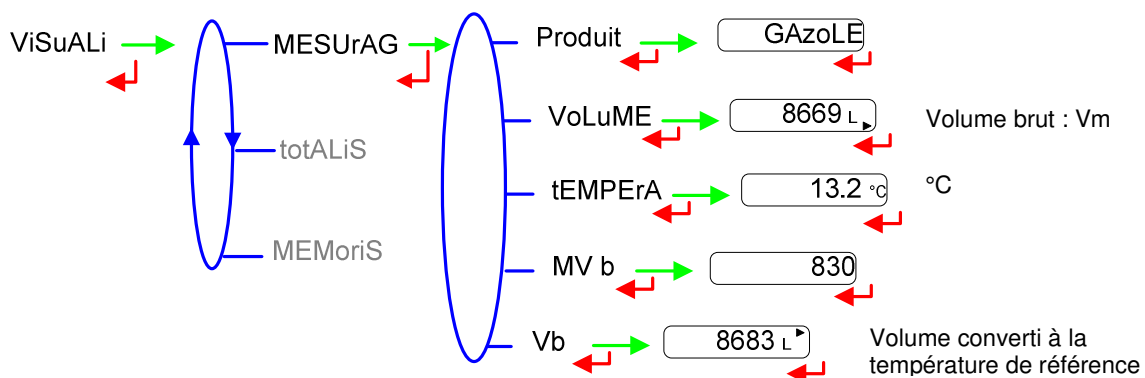 ViSuALi
MESUrAG
totALiS
MEMoriS
Produit
GAzoLE
VoLuME
8669 L
Volume brut : Vm
tEMPErA
13.2 °C
°C
MV b
830
Vb
8683 L
Volume converti à la
température de référence